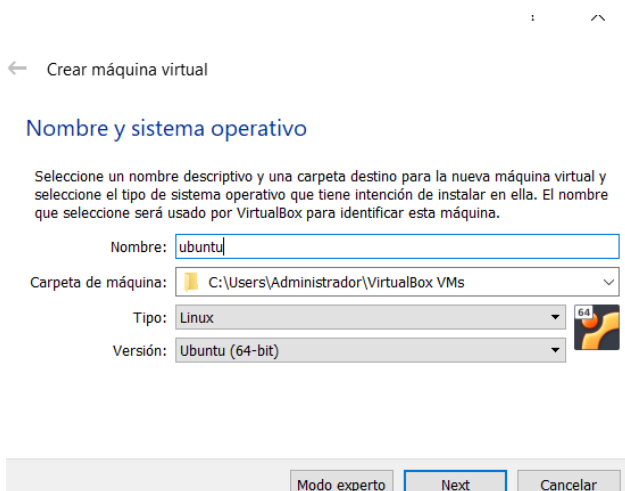 Crear máquina virtual
Nombre y sistema operativo
Seleccione un nombre descriptivo y una carpeta destino para la nueva máquina virtual y
seleccione el tipo de sistema operativo que tiene intención de instalar en ella. El nombre
que seleccione será usado por VirtualBox para identificar esta máquina.
Nombre: ubuntu
Carpeta de máquina: C:\Users\Administrador\VirtualBox VMs
Tipo: Linux
64
Versión: Ubuntu (64-bit)
Modo experto Next Cancelar